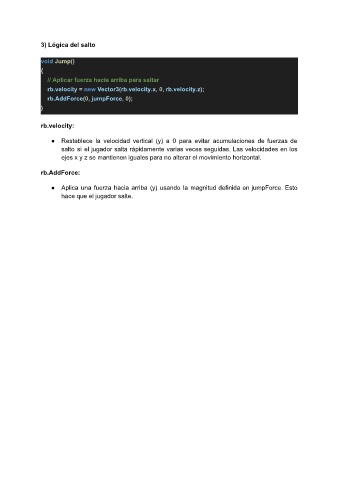 3) Lógica del salto
void Jump()
{
// Aplicar fuerza hacia arriba para saltar
rb.velocity = new Vector3(rb.velocity.x, 0, rb.velocity.z);
rb.AddForce(0, jumpForce, 0);
}
rb.velocity:
● Restablece la velocidad vertical (y) a 0 para evitar acumulaciones de fuerzas de
salto si el jugador salta rápidamente varias veces seguidas. Las velocidades en los
ejes x y z se mantienen iguales para no alterar el movimiento horizontal.
rb.AddForce:
● Aplica una fuerza hacia arriba (y) usando la magnitud definida en jumpForce. Esto
hace que el jugador salte.